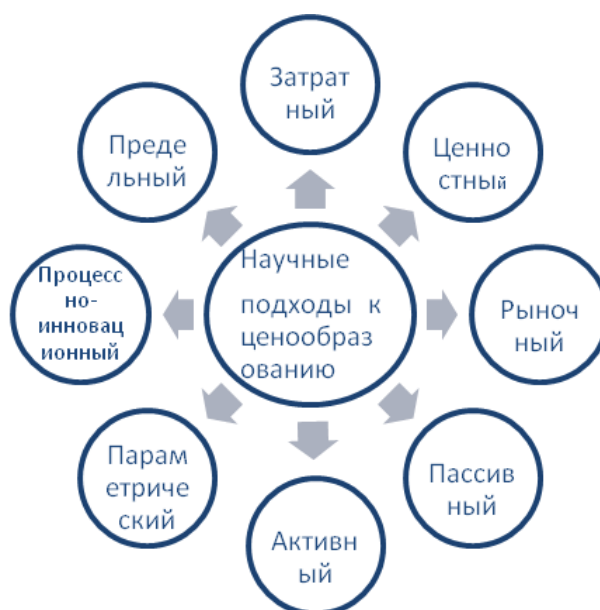 Затрат
ный
Ценно
стный
Рыноч
ный
Пассив
ный
Активн
ый
Парам
етриче
ский
Процесс
но-
инновац
ионный
Преде
льный
Научные
подходы к
ценообраз
ованию